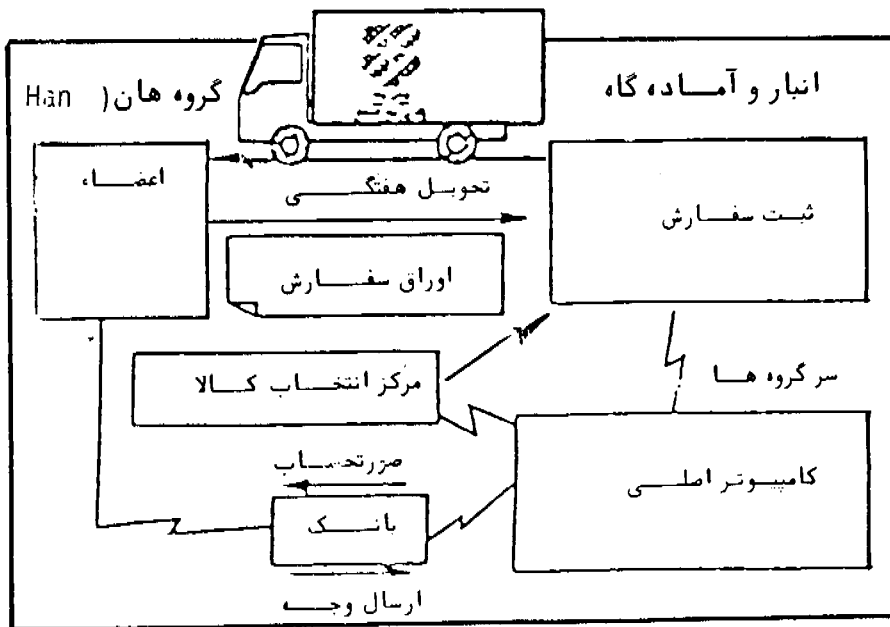 انبار و آماده گاه
گروه هان( Han
اعضاء
تحویل هفتگی
ثبت سفارش
اوراق سفارش
مرکز انتخاب کالا
سر گروه ها
صورتحساب
کامپیوتر اصلی
بانک
ارسال وجه